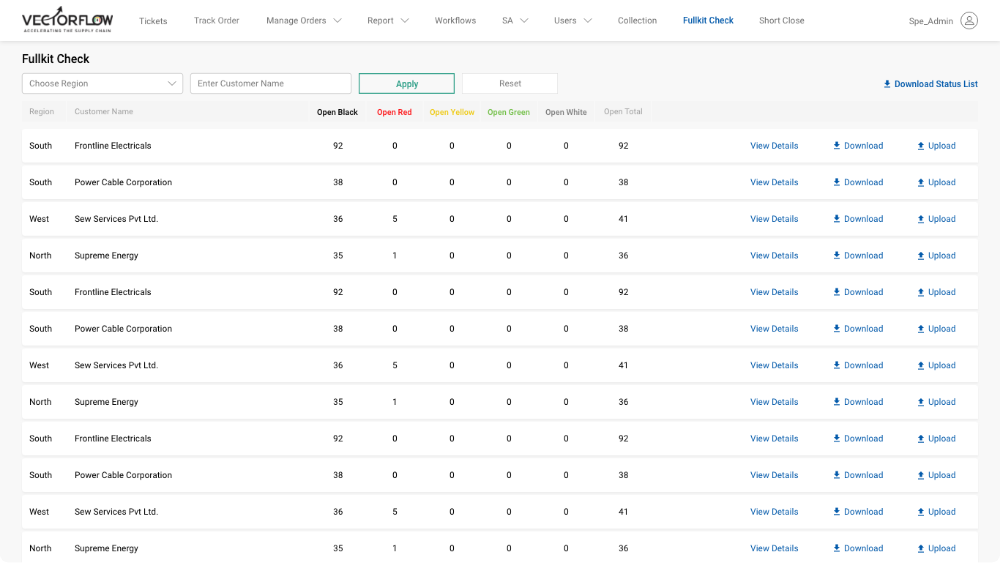 VECTORFLOW
ACCELERATING THE SUPPLY CHAIN
Tickets Track Order Manage Orders Report Workflows SA Users Collection Fullkit Check Short Close Spe_Admin
Fullkit Check
Choose Region Enter Customer Name Apply Reset Download Status List
Region Customer Name Open Black Open Red Open Yellow Open Green Open White Open Total
South Frontline Electricals 92 0 0 0 0 92 View Details Download Upload
South Power Cable Corporation 38 0 0 0 0 38 View Details Download Upload
West Sew Services Pvt Ltd. 36 5 0 0 0 41 View Details Download Upload
North Supreme Energy 35 1 0 0 0 36 View Details Download Upload
South Frontline Electricals 92 0 0 0 0 92 View Details Download Upload
South Power Cable Corporation 38 0 0 0 0 38 View Details Download Upload
West Sew Services Pvt Ltd. 36 5 0 0 0 41 View Details Download Upload
North Supreme Energy 35 1 0 0 0 36 View Details Download Upload
South Frontline Electricals 92 0 0 0 0 92 View Details Download Upload
South Power Cable Corporation 38 0 0 0 0 38 View Details Download Upload
West Sew Services Pvt Ltd. 36 5 0 0 0 41 View Details Download Upload
North Supreme Energy 35 1 0 0 0 36 View Details Download Upload